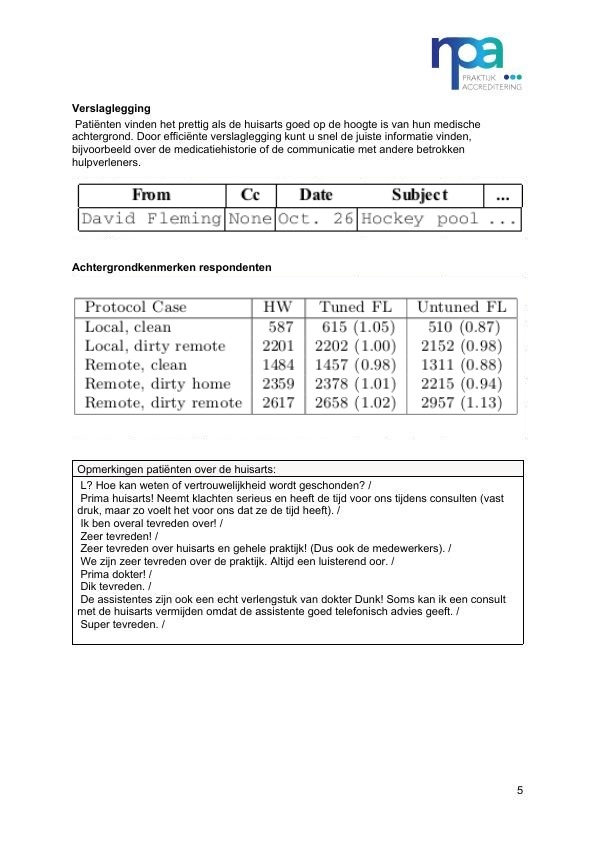 npa
PRAKTIJK
ACCREDITERING
Verslaglegging
Patiënten vinden het prettig als de huisarts goed op de hoogte is van hun medische
achtergrond. Door efficiënte verslaglegging kunt u snel de juiste informatie vinden,
bijvoorbeeld over de medicatiehistorie of de communicatie met andere betrokken
hulpverleners.
From Cc Date Subject ...
David Fleming None Oct. 26 Hockey pool ...
Achtergrondkenmerken respondenten
Protocol Case HW Tuned FL Untuned FL
Local, clean 587 615 (1.05) 510 (0.87)
Local, dirty remote 2201 2202 (1.00) 2152 (0.98)
Remote, clean 1484 1457 (0.98) 1311 (0.88)
Remote, dirty home 2359 2378 (1.01) 2215 (0.94)
Remote, dirty remote 2617 2658 (1.02) 2957 (1.13)
Opmerkingen patiënten over de huisarts:
L? Hoe kan weten of vertrouwelijkheid wordt geschonden? /
Prima huisarts! Neemt klachten serieus en heeft de tijd voor ons tijdens consulten (vast
druk, maar zo voelt het voor ons dat ze de tijd heeft). /
Ik ben overal tevreden over! /
Zeer tevreden! /
Zeer tevreden over huisarts en gehele praktijk! (Dus ook de medewerkers). /
We zijn zeer tevreden over de praktijk. Altijd een luisterend oor. /
Prima dokter! /
Dik tevreden. /
De assistentes zijn ook een echt verlengstuk van dokter Dunk! Soms kan ik een consult
met de huisarts vermijden omdat de assistente goed telefonisch advies geeft. /
Super tevreden. /
5